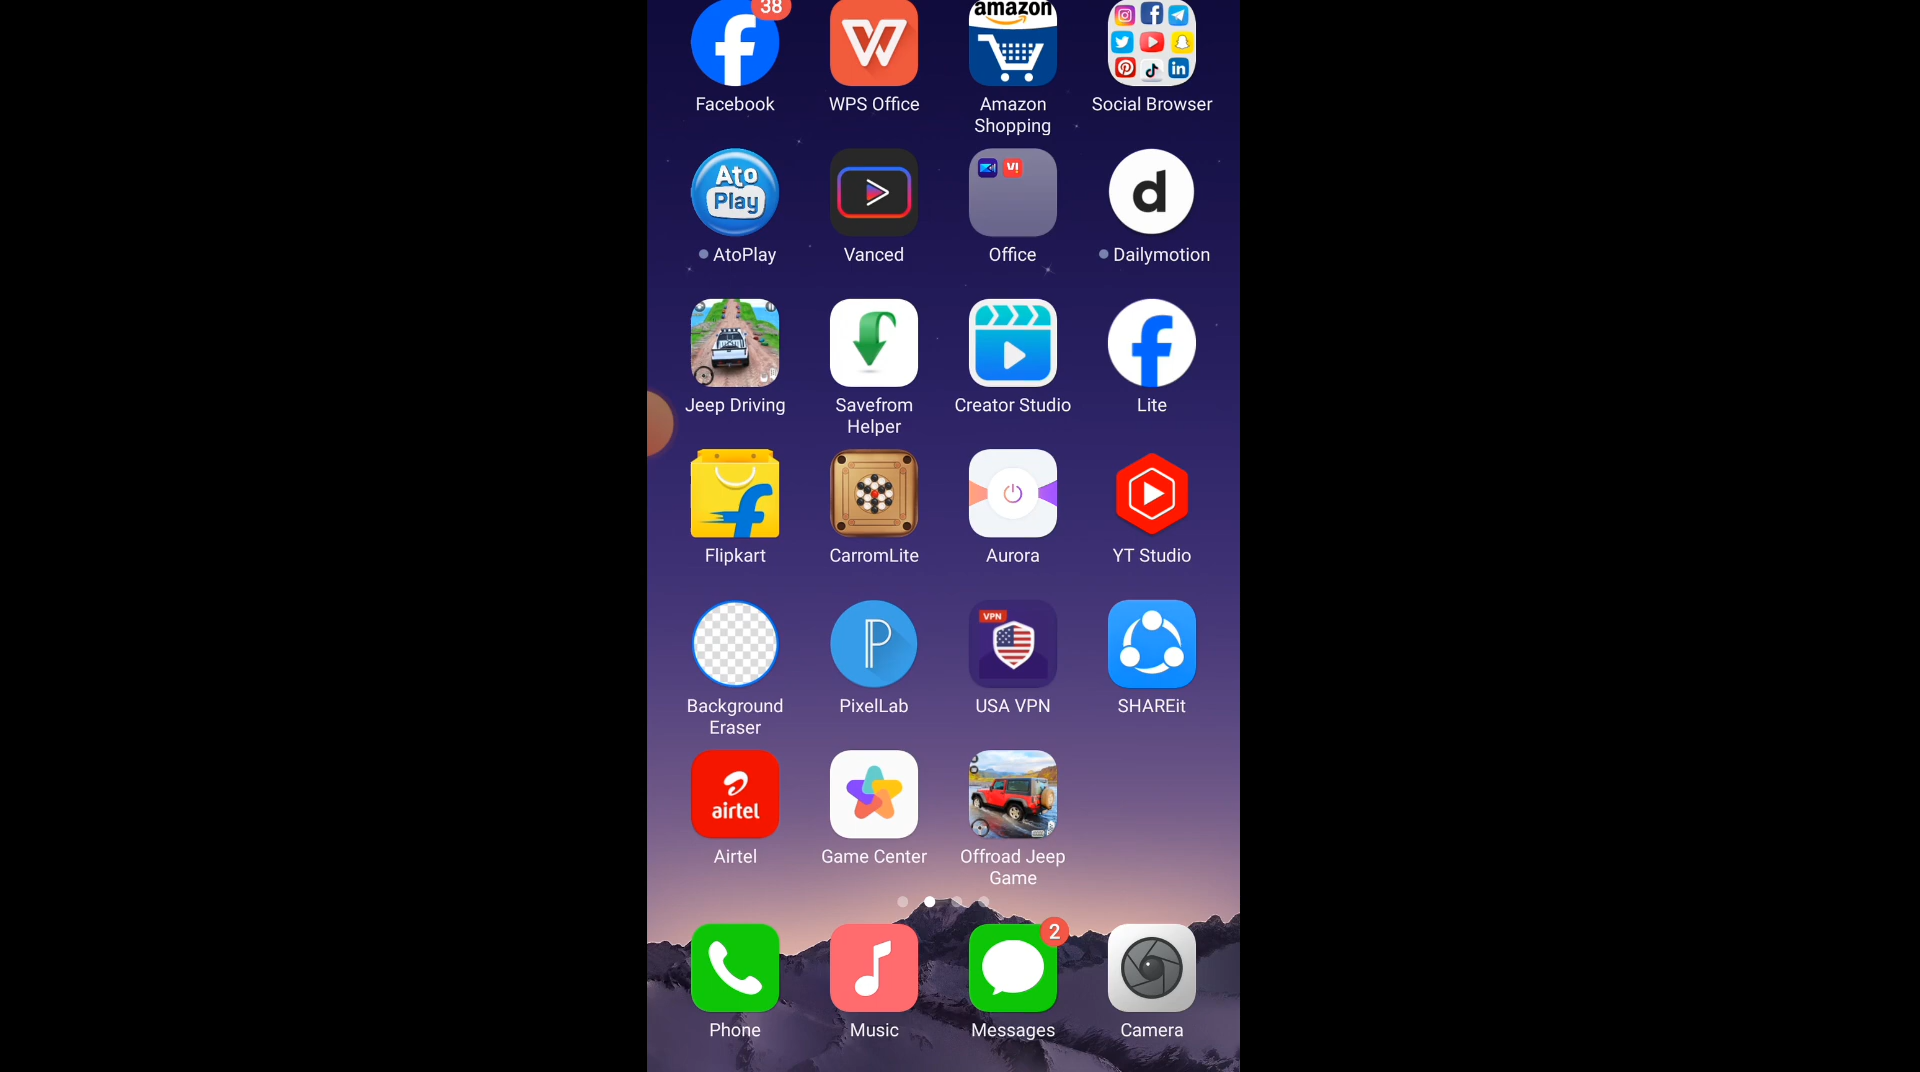 38
amazon
Facebook
WPS Office
Amazon
Shopping
Social Browser
Ato
Play
AtoPlay
Vanced
Office
Dailymotion
Jeep Driving
Savefrom
Helper
Creator Studio
Lite
Flipkart
CarromLite
Aurora
YT Studio
VPN
Background
Eraser
PixelLab
USA VPN
SHAREit
airtel
Airtel
Game Center
Offroad Jeep
Game
2
Phone
Music
Messages
Camera